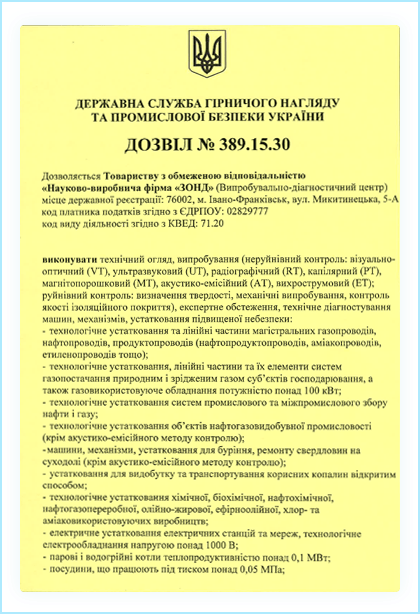 ДЕРЖАВНА СЛУЖБА ГІРНИЧОГО НАГЛЯДУ
ТА ПРОМИСЛОВОЇ БЕЗПЕКИ УКРАЇНИ
ДОЗВІЛ № 389.15.30
Дозволяється Товариству з обмеженою відповідальністю
«Науково-виробнича фірма «ЗОНД» (Випробувально-діагностичний центр)
місце державної реєстрації: 76002, м. Івано-Франківськ, вул. Микитинецька, 5-А
код платника податків згідно з ЄДРПОУ: 02829777
код виду діяльності згідно з КВЕД: 71.20
виконувати технічний огляд, випробування (неруйнівний контроль: візуально-
оптичний (VT), ультразвуковий (UT), радіографічний (RT), капілярний (РТ),
магнітопорошковий (МТ), акустико-емісійний (АТ), вихрострумовий (ЕТ);
руйнівний контроль: визначення твердості, механічні випробування, контроль
якості ізоляційного покриття), експертне обстеження, технічне діагностування
машин, механізмів, устатковання підвищеної небезпеки:
- технологічне устатковання та лінійні частини магістральних газопроводів,
нафтопроводів, продуктопроводів (нафтопродуктопроводів, аміакопроводів,
етиленопроводів тощо);
- технологічне устатковання, лінійні частини та їх елементи систем
газопостачання природним і зрідженим газом суб'єктів господарювання, а
також газовикористовуюче обладнання потужністю понад 100 кВт;
- технологічне устатковання систем промислового та міжпромислового збору
нафти і газу;
- технологічне устатковання об'єктів нафтогазовидобувної промисловості
(крім акустико-емісійного методу контролю);
-машини, механізми, устатковання для буріння, ремонту свердловин на
суходолі (крім акустико-емісійного методу контролю);
- устатковання для видобутку та транспортування корисних копалин відкритим
способом;
- технологічне устатковання хімічної, біохімічної, нафтохімічної,
нафтогазопереробної, олійно-жирової, ефіроолійної, хлор- та
аміаковикористовуючих виробництв;
- електричне устатковання електричних станцій та мереж, технологічне
електрообладнання напругою понад 1000 В;
- парові і водогрійні котли теплопродуктивністю понад 0,1 МВт;
- посудини, що працюють під тиском понад 0,05 МПа;